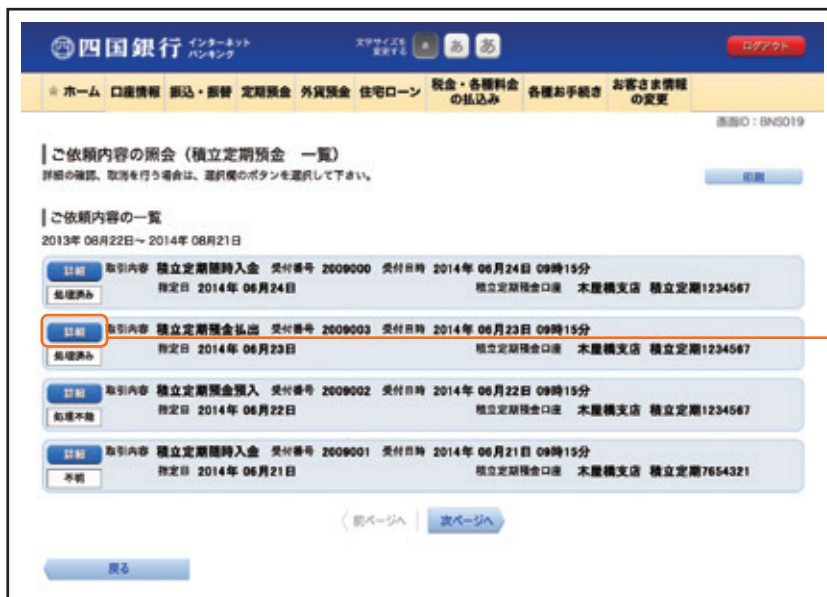 四国銀行 インターネットバンキング 文字サイズを変更する あ あ ログアウト
ホーム 口座情報 振込・振替 定期預金 外貨預金 住宅ローン 税金・各種料金の払込み 各種お手続き お客さま情報の変更
画面ID：BNS019
ご依頼内容の照会（積立定期預金 一覧）
詳細の確認、取消を行う場合は、選択欄のボタンを選択して下さい。 印刷
ご依頼内容の一覧
2013年 08月22日～ 2014年 08月21日
詳細 取引内容 積立定期随時入金 受付番号 2009000 受付日時 2014年 06月24日 09時15分
処理済み 指定日 2014年 06月24日 積立定期預金口座 木屋橋支店 積立定期1234567
詳細 取引内容 積立定期預金払出 受付番号 2009003 受付日時 2014年 06月23日 09時15分
処理済み 指定日 2014年 06月23日 積立定期預金口座 木屋橋支店 積立定期1234567
詳細 取引内容 積立定期預金預入 受付番号 2009002 受付日時 2014年 06月22日 09時15分
処理不能 指定日 2014年 06月22日 積立定期預金口座 木屋橋支店 積立定期1234567
詳細 取引内容 積立定期随時入金 受付番号 2009001 受付日時 2014年 06月21日 09時15分
不明 指定日 2014年 06月21日 積立定期預金口座 木屋橋支店 積立定期7654321
前ページへ 次ページへ
戻る